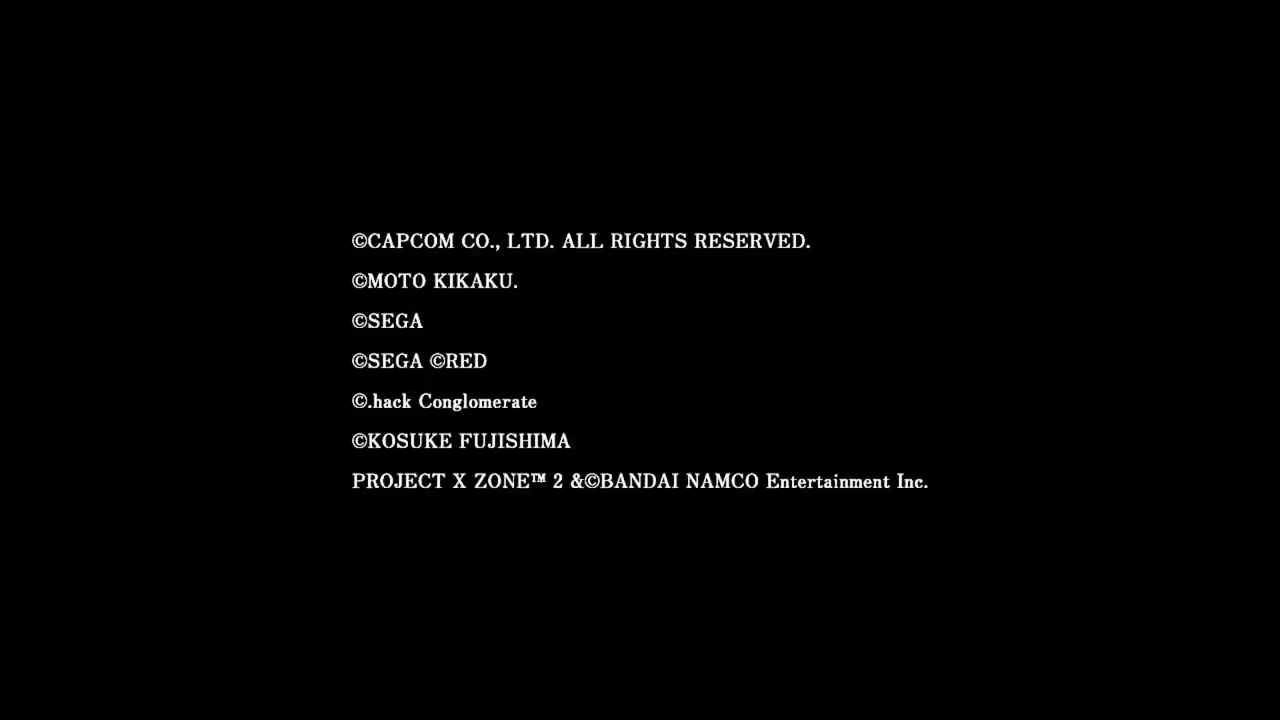 ©CAPCOM CO., LTD. ALL RIGHTS RESERVED.
©MOTO KIKAKU.
©SEGA
©SEGA ©RED
©.hack Conglomerate
©KOSUKE FUJISHIMA
PROJECT X ZONE™ 2 &©BANDAI NAMCO Entertainment Inc.